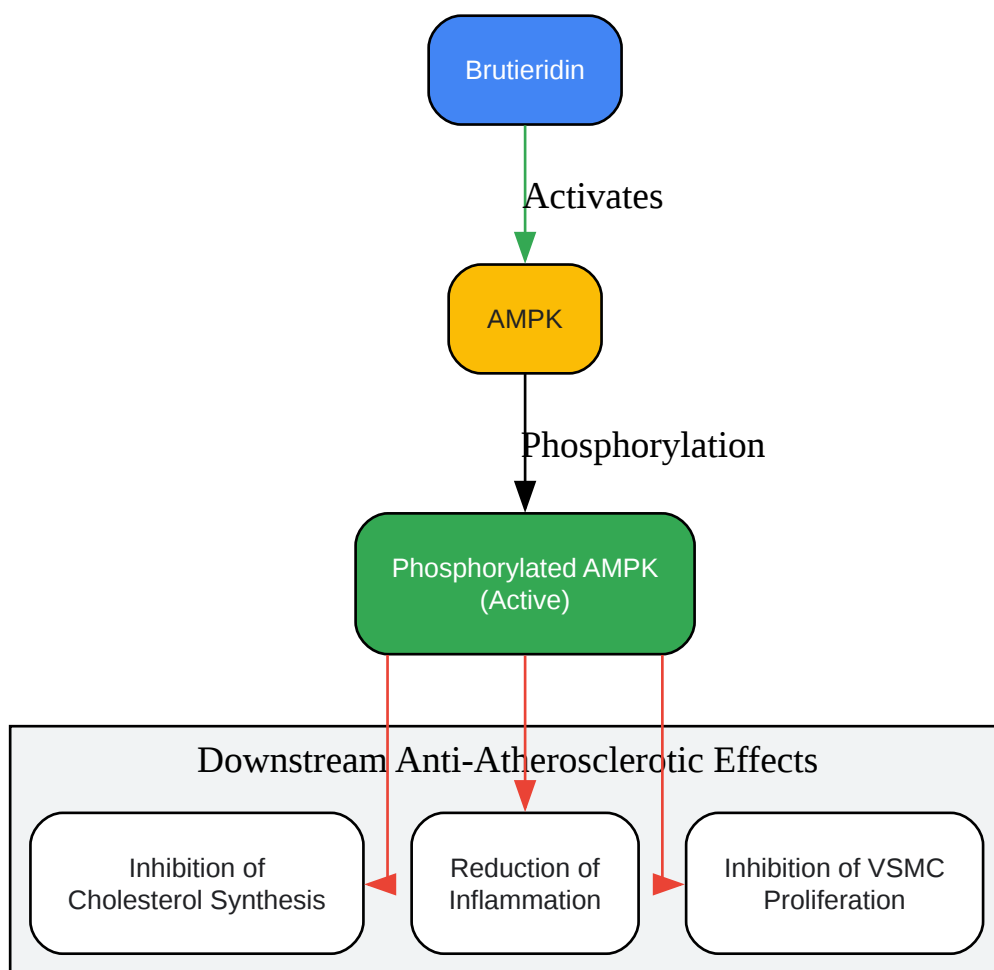 Brutieridin
Activates
AMPK
Phosphorylation
Phosphorylated AMPK
(Active)
Downstream Anti-Atherosclerotic Effects
Inhibition of
Cholesterol Synthesis
Reduction of
Inflammation
Inhibition of VSMC
Proliferation